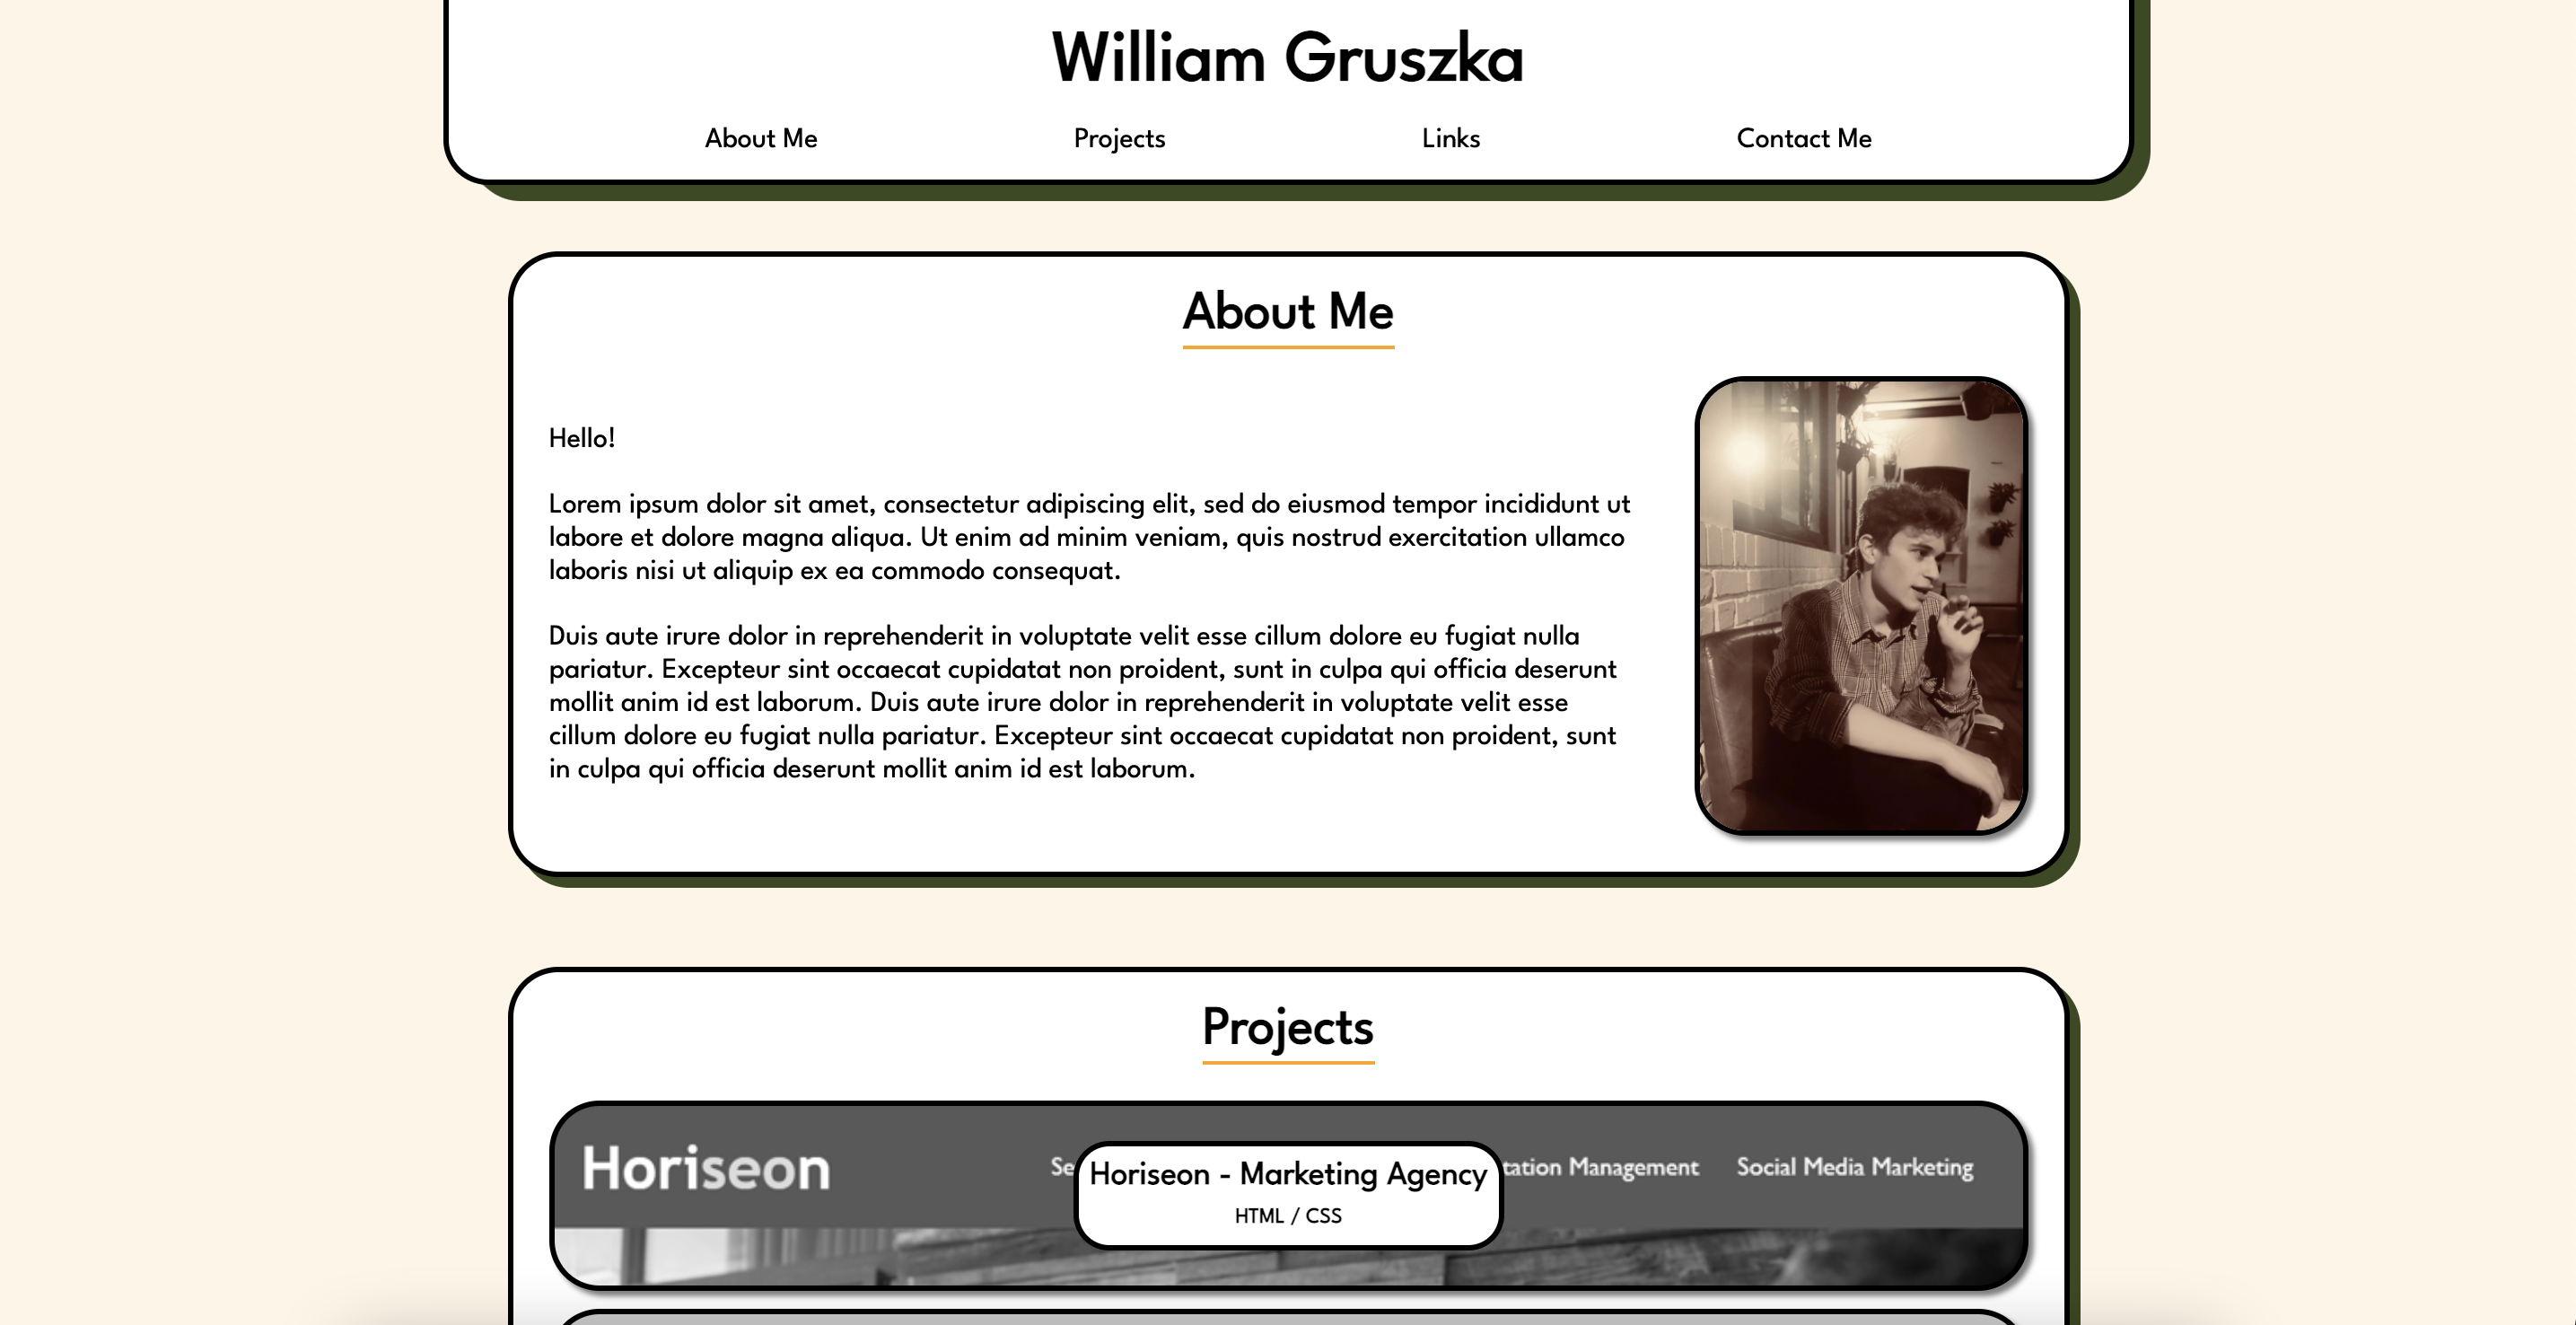 William Gruszka
About Me Projects Links Contact Me
About Me
Hello!
Lorem ipsum dolor sit amet, consectetur adipiscing elit, sed do eiusmod tempor incididunt ut
labore et dolore magna aliqua. Ut enim ad minim veniam, quis nostrud exercitation ullamco
laboris nisi ut aliquip ex ea commodo consequat.
Duis aute irure dolor in reprehenderit in voluptate velit esse cillum dolore eu fugiat nulla
pariatur. Excepteur sint occaecat cupidatat non proident, sunt in culpa qui officia deserunt
mollit anim id est laborum. Duis aute irure dolor in reprehenderit in voluptate velit esse
cillum dolore eu fugiat nulla pariatur. Excepteur sint occaecat cupidatat non proident, sunt
in culpa qui officia deserunt mollit anim id est laborum.
Projects
Horiseon Management Social Media Marketing
Horiseon - Marketing Agency
HTML / CSS